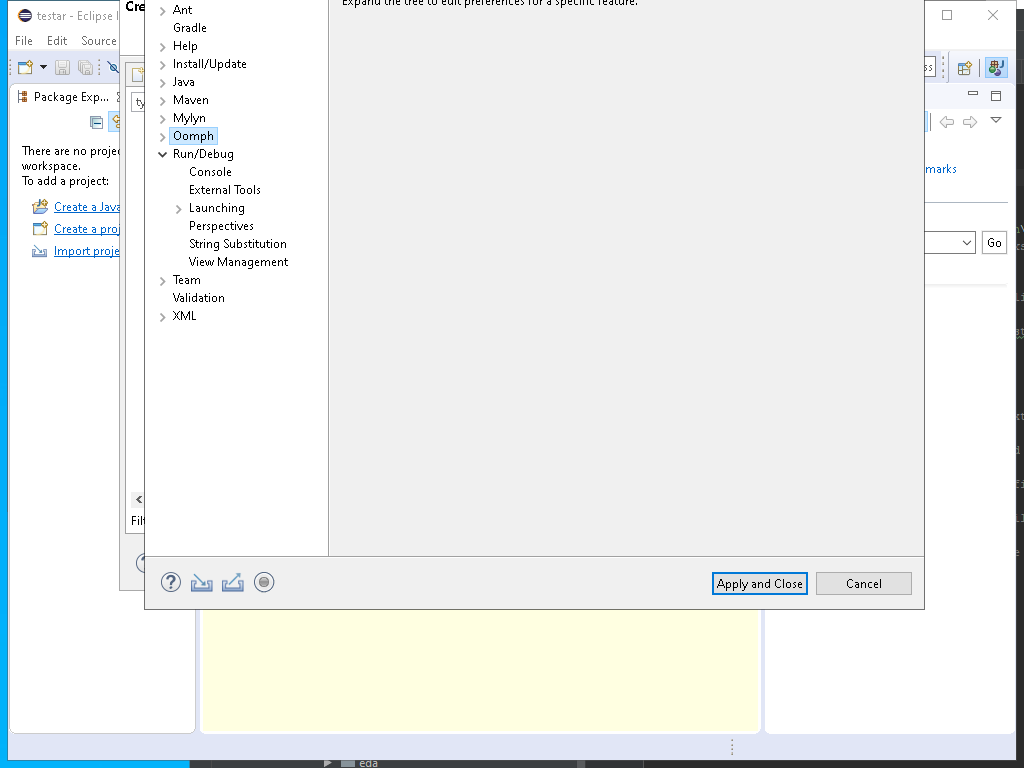 testar - Eclipse I
Cre
Expand the tree to edit preferences for a specific feature.
File Edit Source
Package Exp...
There are no projec
workspace.
To add a project:
Create a Java
Create a proj
Import proje
ty
Filt
Ant
Gradle
Help
Install/Update
Java
Maven
Mylyn
Oomph
Run/Debug
Console
External Tools
Launching
Perspectives
String Substitution
View Management
Team
Validation
XML
Apply and Close
Cancel
ss
marks
Go
eda